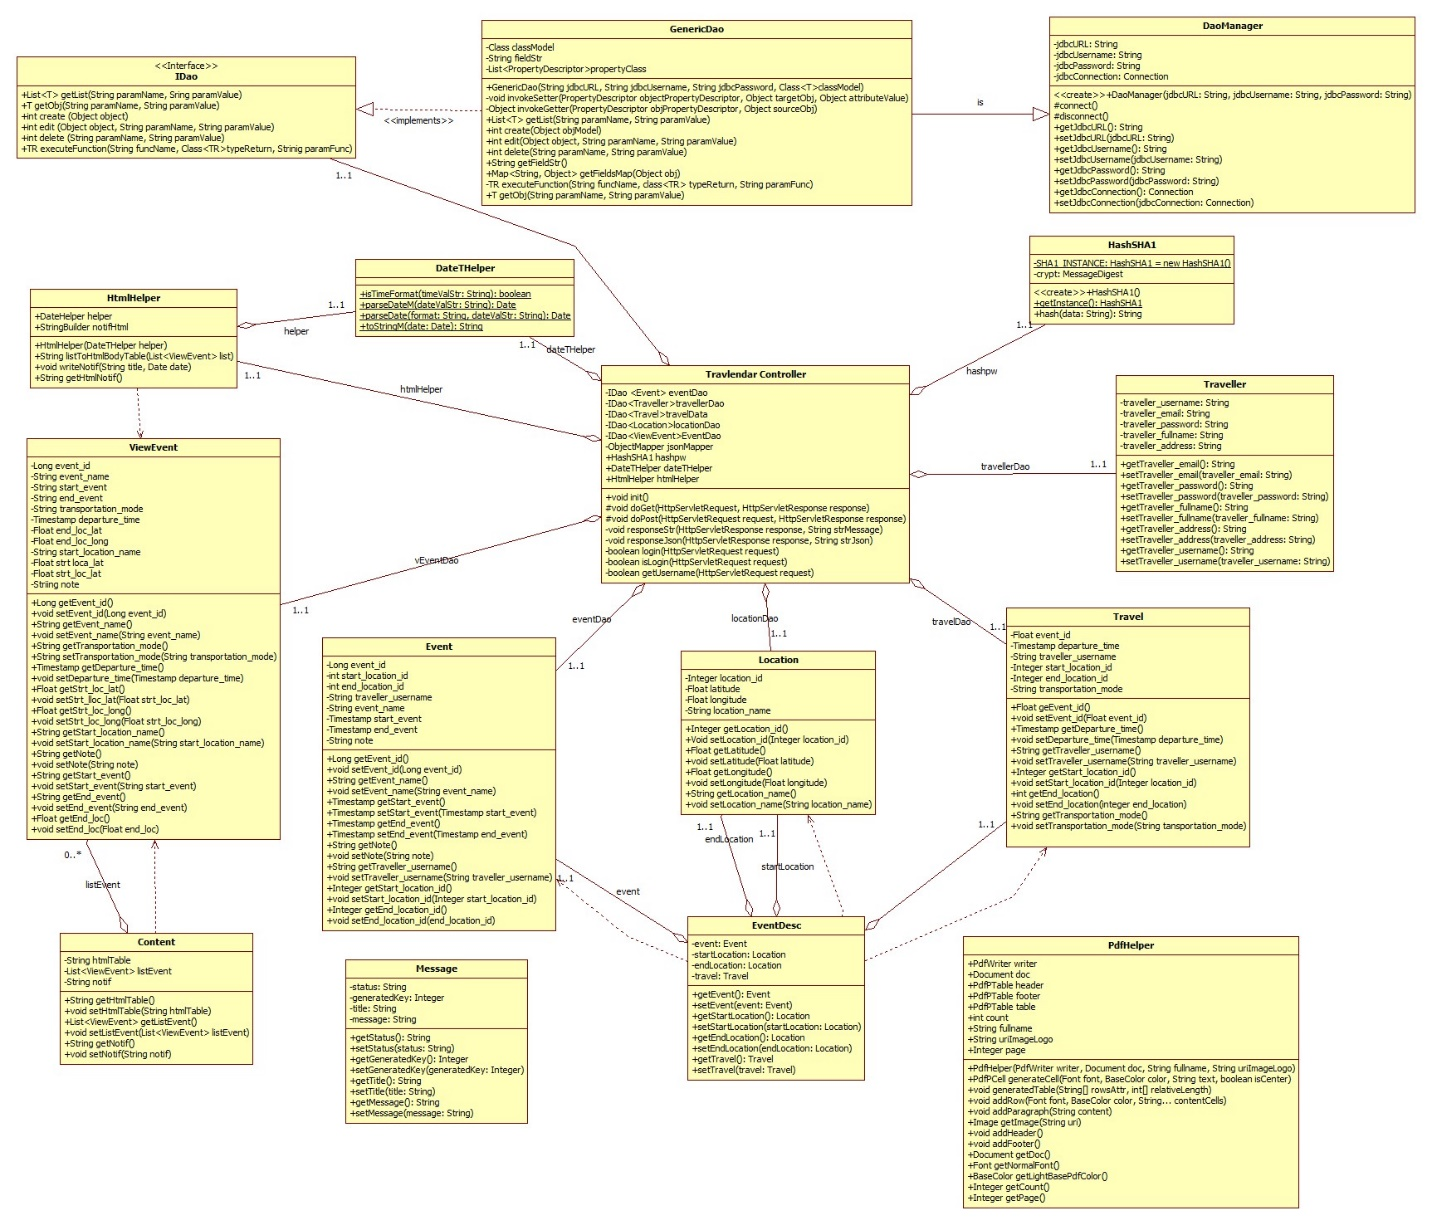 <<Interface>>
IDao
+List<T> getList(String paramName, Sring paramValue)
+T getObj(String paramName, String paramValue)
+int create (Object object)
+int edit (Object object, String paramName, String paramValue)
+int delete (String paramName, String paramValue)
+TR executeFunction(String funcName, Class<TR>typeReturn, Strinig paramFunc)
1..1
<<implements>>
GenericDao
-Class classModel
-String fieldStr
-List<PropertyDescriptor>propertyClass
+GenericDao(String jdbcURL, String jdbcUsername, String jdbcPassword, Class<T>classModel)
-void invokeSetter(PropertyDescriptor objectPropertyDescriptor, Object targetObj, Object attributeValue)
-Object invokeGetter(PropertyDescriptor objPropertyDescriptor, Object sourceObj)
+List<T> getList(String paramName, String paramValue)
+int create(Object objModel)
+int edit(Object object, String paramName, String paramValue)
+int delete(String paramName, String paramValue)
+String getFieldStr()
+Map<String, Object> getFieldsMap(Object obj)
-TR executeFunction(String funcName, class<TR> typeReturn, String paramFunc)
+T getObj(String paramName, String paramValue)
is
DaoManager
-jdbcURL: String
-jdbcUsername: String
-jdbcPassword: String
-jdbcConnection: Connection
<<create>>+DaoManager(jdbcURL: String, jdbcUsername: String, jdbcPassword: String)
#connect()
#disconnect()
+getJdbcURL(): String
+setJdbcURL(jdbcURL: String)
+getJdbcUsername(): String
+setJdbcUsername(jdbcUsername: String)
+getJdbcPassword(): String
+setJdbcPassword(jdbcPassword: String)
+getJdbcConnection(): Connection
+setJdbcConnection(jdbcConnection: Connection)
HashSHA1
-SHA1_INSTANCE: HashSHA1 = new HashSHA1()
-crypt: MessageDigest
<<create>>+HashSHA1()
+getInstance(): HashSHA1
+hash(data: String): String
1..1
hashpw
DateTHelper
+isTimeFormat(timeValStr: String): boolean
+parseDateM(dateValStr: String): Date
+parseDate(format: String, dateValStr: String): Date
+toStringM(date: Date): String
1..1
helper
1..1
dateTHelper
HtmlHelper
+DateHelper helper
+StringBuilder notifHtml
+HtmlHelper(DateTHelper helper)
+String listToHtmlBodyTable(List<ViewEvent> list)
+void writeNotif(String title, Date date)
+String getHtmlNotif()
1..1
htmlHelper
Travlendar Controller
-IDao <Event> eventDao
-IDao<Traveller>travellerDao
-IDao<Travel>travelData
-IDao<Location>locationDao
-IDao<ViewEvent>EventDao
-ObjectMapper jsonMapper
+HashSHA1 hashpw
+DateTHelper dateTHelper
+HtmlHelper htmlHelper
+void init()
#void doGet(HttpServletRequest, HttpServletResponse response)
#void doPost(HttpServletRequest request, HttpServletResponse response)
-void responseStr(HttpServletResponse response, String strMessage)
-void responseJson(HttpServletResponse response, String strJson)
-boolean login(HttpServletRequest request)
-boolean isLogin(HttpServletRequest request)
-boolean getUsername(HttpServletRequest request)
Traveller
-traveller_username: String
-traveller_email: String
-traveller_password: String
-traveller_fullname: String
-traveller_address: String
+getTraveller_email(): String
+setTraveller_email(traveller_email: String)
+getTraveller_password(): String
+setTraveller_password(traveller_password: String)
+getTraveller_fullname(): String
+setTraveller_fullname(traveller_fullname: String)
+getTraveller_address(): String
+setTraveller_address(traveller_address: String)
+getTraveller_username(): String
+setTraveller_username(traveller_username: String)
travellerDao
1..1
ViewEvent
-Long event_id
-String event_name
-String start_event
-String end_event
-String transportation_mode
-Timestamp departure_time
-Float end_loc_lat
-Float end_loc_long
-String start_location_name
-Float strt loca_lat
-Float strt_loc_lat
-Striing note
+Long getEvent_id()
+void setEvent_id(Long event_id)
+String getEvent_name()
+void setEvent_name(String event_name)
+String getTransportation_mode()
+String setTransportation_mode(String transportation_mode)
+Timestamp getDeparture_time()
+void setDeparture_time(Timestamp departure_time)
+Float getStrt_loc_lat()
+void setStrt_loc_lat(Float strt_loc_lat)
+Float getStrt_loc_long()
+void setStrt_loc_long(Float strt_loc_long)
+String getStart_location_name()
+void setStart_location_name(String start_location_name)
+String getNote()
+void setNote(String note)
+String getStart_event()
+void setStart_event(String start_event)
+String getEnd_event()
+void setEnd_event(String end_event)
+Float getEnd_loc()
+void setEnd_loc(Float end_loc)
vEventDao
1..1
eventDao
1..1
locationDao
1..1
travelDao
1..1
Event
-Long event_id
-int start_location_id
-int end_location_id
-String traveller_username
-String event_name
-Timestamp start_event
-Timestamp end_event
-String note
+Long getEvent_id()
+void setEvent_id(Long event_id)
+String getEvent_name()
+void setEvent_name(String event_name)
+Timestamp getStart_event()
+Timestamp setStart_event(Timestamp start_event)
+Timestamp getEnd_event()
+Timestamp setEnd_event(Timestamp end_event)
+String getNote()
+void setNote(String note)
+String getTraveller_username()
+void setTraveller_username(String traveller_username)
+Integer getStart_location_id()
+void setStart_location_id(Integer start_location_id)
+Integer getEnd_location_id()
+void setEnd_location_id(end_location_id)
Location
-Integer location_id
-Float latitude
-Float longitude
-String location_name
+Integer getLocation_id()
+Void setLocation_id(Integer location_id)
+Float getLatitude()
+void setLatitude(Float latitude)
+Float getLongitude()
+void setLongitude(Float longitude)
+String getLocation_name()
+void setLocation_name(String location_name)
Travel
-Float event_id
-Timestamp departure_time
-String traveller_username
-Integer start_location_id
-Integer end_location_id
-String transportation_mode
+Float geEvent_id()
+void setEvent_id(Float event_id)
+Timestamp getDeparture_time()
+void setDeparture_time(Timestamp departure_time)
+String getTraveller_username()
+void setTraveller_username(String traveller_username)
+Integer getStart_location_id()
+void setStart_location_id(Integer location_id)
+int getEnd_location()
+void setEnd_location(integer end_location)
+String getTransportation_mode()
+void setTransportation_mode(String tansportation_mode)
0..*
listEvent
1..1
event
1..1
endLocation
1..1
startLocation
1..1
Content
-String htmlTable
-List<ViewEvent> listEvent
-String notif
+String getHtmlTable()
+void setHtmlTable(String htmlTable)
+List<ViewEvent> getListEvent()
+void setListEvent(List<ViewEvent> listEvent)
+String getNotif()
+void setNotif(String notif)
Message
-status: String
-generatedKey: Integer
-title: String
-message: String
+getStatus(): String
+setStatus(status: String)
+getGeneratedKey(): Integer
+setGeneratedKey(generatedKey: Integer)
+getTitle(): String
+setTitle(title: String)
+getMessage(): String
+setMessage(message: String)
EventDesc
-event: Event
-startLocation: Location
-endLocation: Location
-travel: Travel
+getEvent(): Event
+setEvent(event: Event)
+getStartLocation(): Location
+setStartLocation(startLocation: Location)
+getEndLocation(): Location
+setEndLocation(endLocation: Location)
+getTravel(): Travel
+setTravel(travel: Travel)
PdfHelper
+PdfWriter writer
+Document doc
+PdfPTable header
+PdfPTable footer
+PdfPTable table
+int count
+String fullname
+String uriImageLogo
+Integer page
+PdfHelper(PdfWriter writer, Document doc, String fullname, String uriImageLogo)
+PdfPCell generateCell(Font font, BaseColor color, String text, boolean isCenter)
+void generatedTable(String[] rowsAttr, int[] relativeLength)
+void addRow(Font font, BaseColor color, String... contentCells)
+void addParagraph(String content)
+Image getImage(String uri)
+void addHeader()
+void addFooter()
+Document getDoc()
+Font getNormalFont()
+BaseColor getLightBasePdfColor()
+Integer getCount()
+Integer getPage()